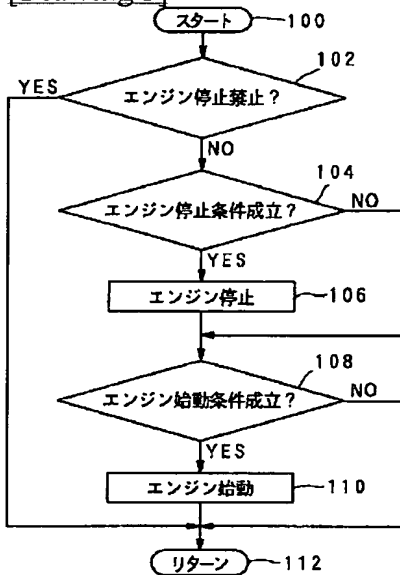 スタート 100
102
エンジン停止禁止?
YES
NO
104
エンジン停止条件成立?
NO
YES
エンジン停止 106
108
エンジン始動条件成立?
NO
YES
エンジン始動 110
リターン 112